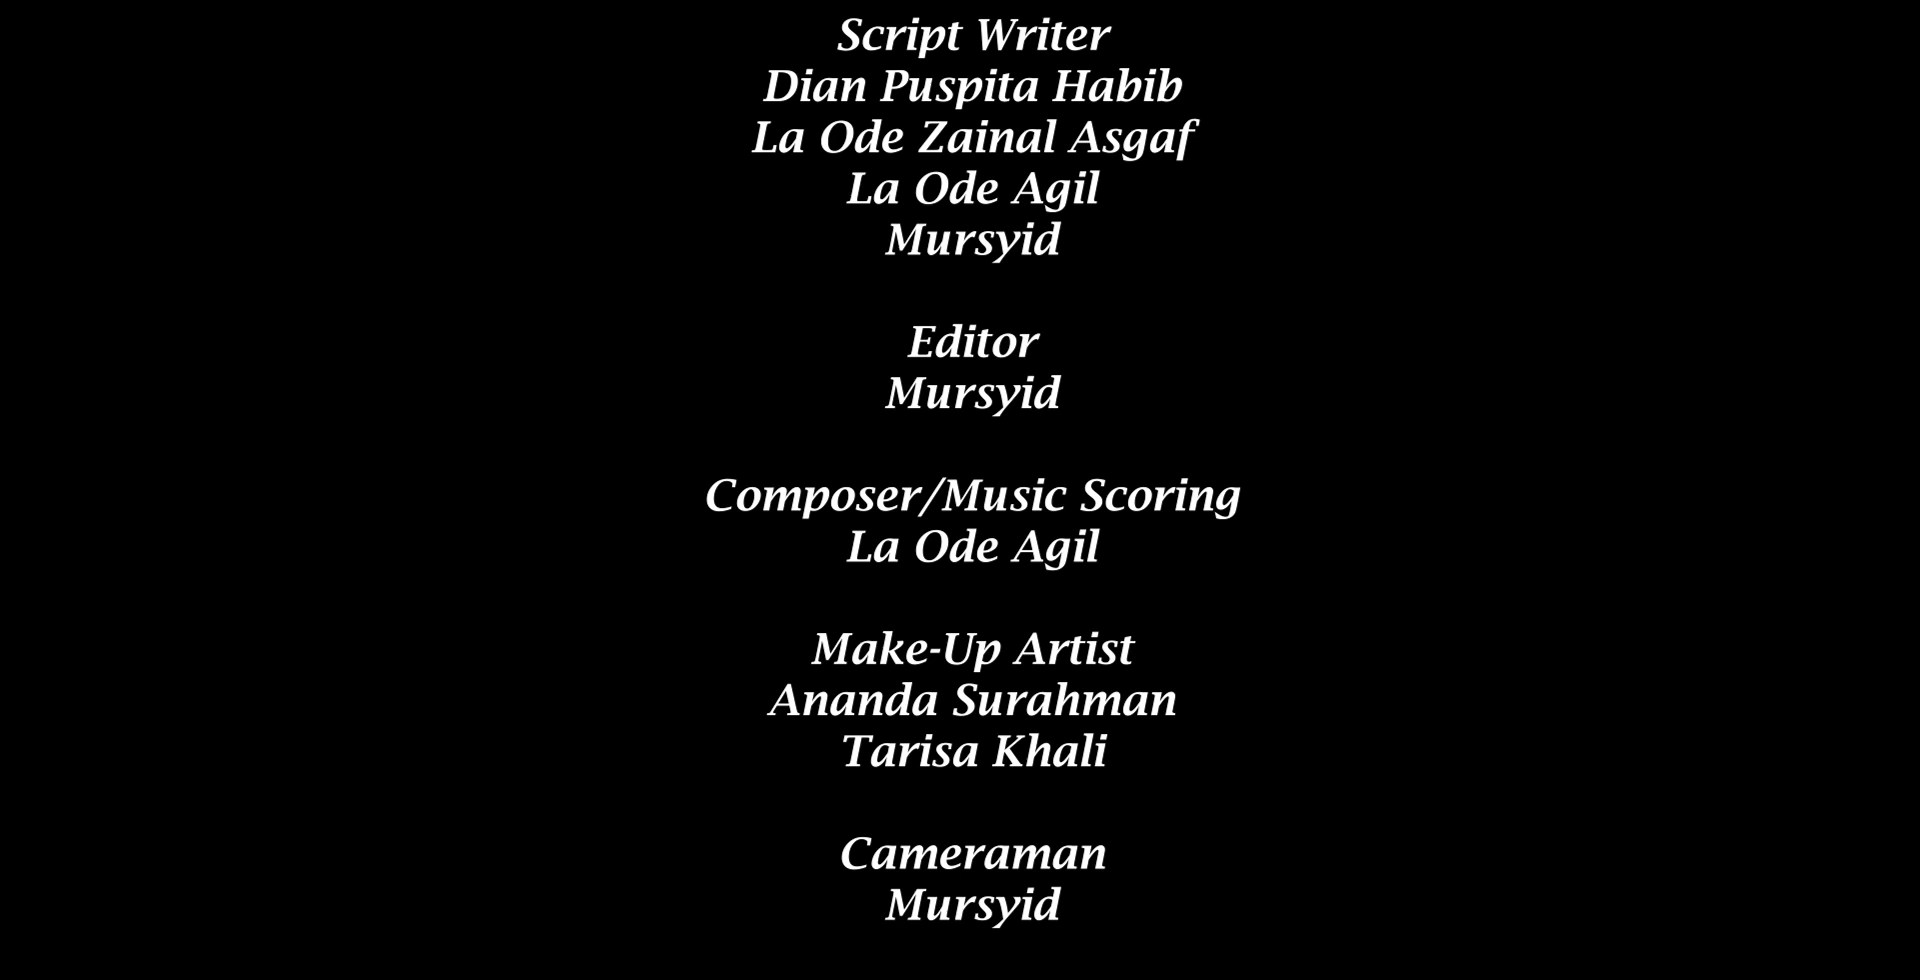 Script Writer
Dian Puspita Habib
La Ode Zainal Asgaf
La Ode Agil
Mursyid
Editor
Mursyid
Composer/Music Scoring
La Ode Agil
Make-Up Artist
Ananda Surahman
Tarisa Khali
Cameraman
Mursyid